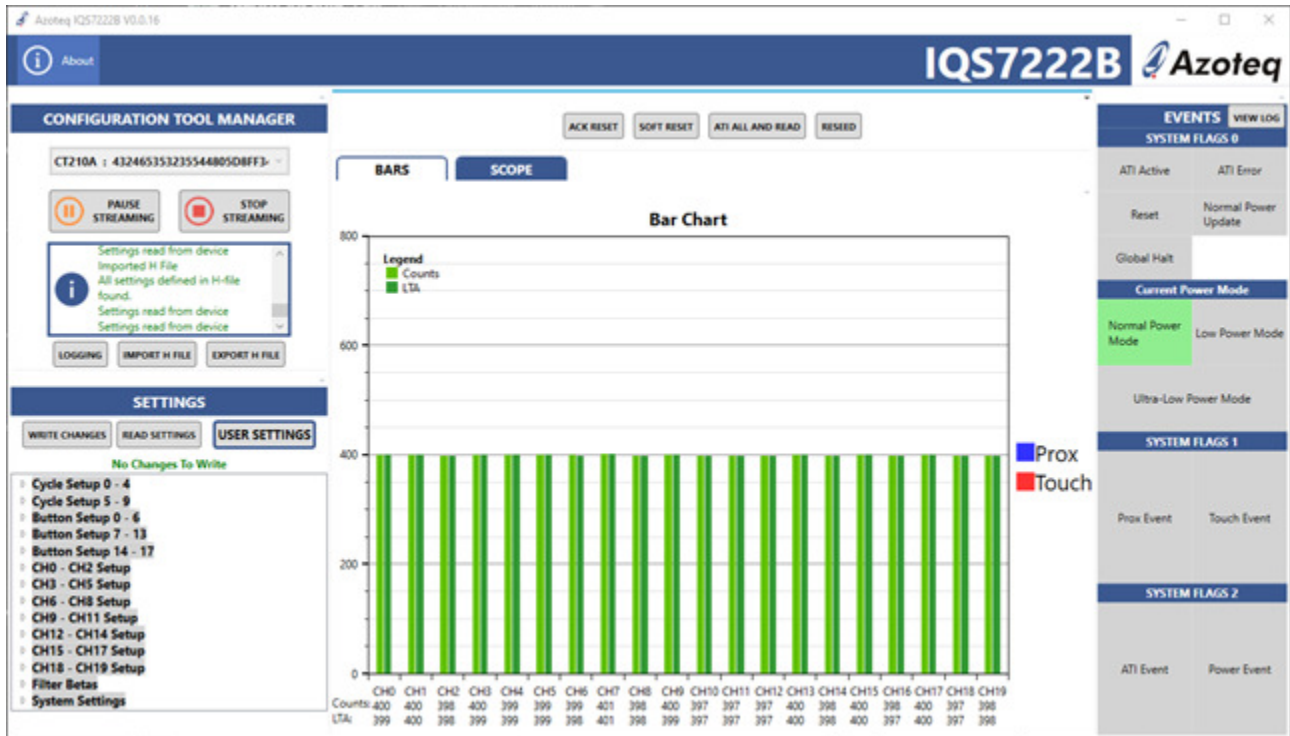 Azoteq IQS7222B V0.0.16
About
IQS7222B Azoteq
CONFIGURATION TOOL MANAGER
CT210A : 432465353235544805D8FF3
PAUSE STREAMING
STOP STREAMING
Settings read from device
Imported H File
All settings defined in H-file
found.
Settings read from device
Settings read from device
LOGGING IMPORT H FILE EXPORT H FILE
SETTINGS
WRITE CHANGES READ SETTINGS USER SETTINGS
No Changes To Write
Cycle Setup 0 - 4
Cycle Setup 5 - 9
Button Setup 0 - 6
Button Setup 7 - 13
Button Setup 14 - 17
CH0 - CH2 Setup
CH3 - CH5 Setup
CH6 - CH8 Setup
CH9 - CH11 Setup
CH12 - CH14 Setup
CH15 - CH17 Setup
CH18 - CH19 Setup
Filter Betas
System Settings
ACK RESET SOFT RESET ATI ALL AND READ RESEED
BARS SCOPE
Bar Chart
Legend
Counts
LTA
800
600
400
200
0
CH0 CH1 CH2 CH3 CH4 CH5 CH6 CH7 CH8 CH9 CH10 CH11 CH12 CH13 CH14 CH15 CH16 CH17 CH18 CH19
Counts: 400 400 398 400 399 399 399 401 398 400 397 397 397 400 398 400 398 400 397 398
LTA: 399 400 398 399 399 399 398 401 398 399 397 397 397 400 398 400 397 400 397 398
Prox
Touch
EVENTS VIEW LOG
SYSTEM FLAGS 0
ATI Active ATI Error
Reset Normal Power Update
Global Halt
Current Power Mode
Normal Power Mode Low Power Mode
Ultra-Low Power Mode
SYSTEM FLAGS 1
Prox Event Touch Event
SYSTEM FLAGS 2
ATI Event Power Event